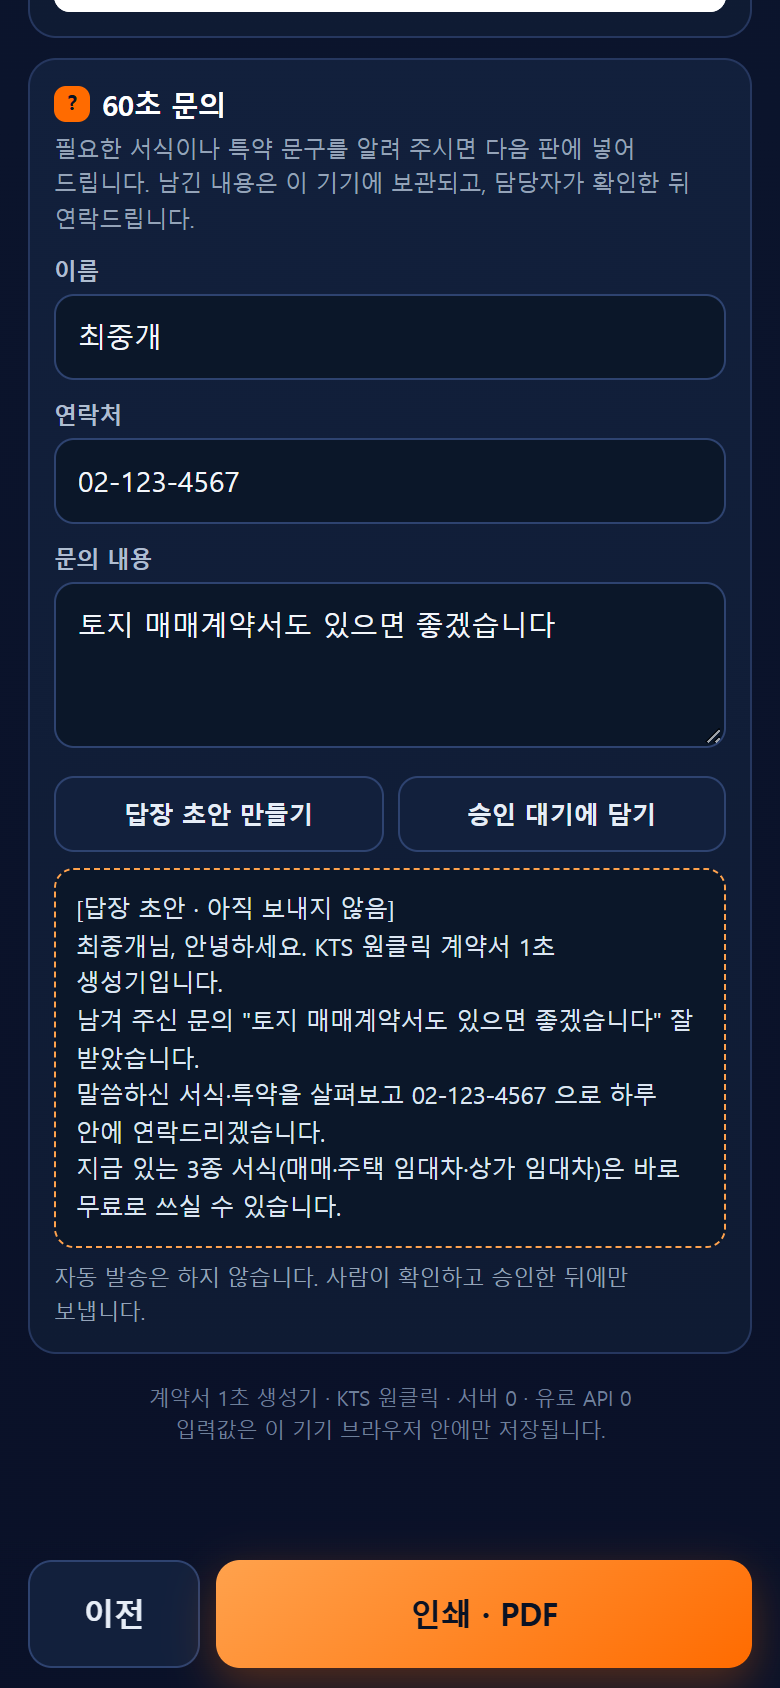 ? 60초 문의
필요한 서식이나 특약 문구를 알려 주시면 다음 판에 넣어
드립니다. 남긴 내용은 이 기기에 보관되고, 담당자가 확인한 뒤
연락드립니다.
이름
최중개
연락처
02-123-4567
문의 내용
토지 매매계약서도 있으면 좋겠습니다
답장 초안 만들기
승인 대기에 담기
[답장 초안 · 아직 보내지 않음]
최중개님, 안녕하세요. KTS 원클릭 계약서 1초
생성기입니다.
남겨 주신 문의 "토지 매매계약서도 있으면 좋겠습니다" 잘
받았습니다.
말씀하신 서식·특약을 살펴보고 02-123-4567 으로 하루
안에 연락드리겠습니다.
지금 있는 3종 서식(매매·주택 임대차·상가 임대차)은 바로
무료로 쓰실 수 있습니다.
자동 발송은 하지 않습니다. 사람이 확인하고 승인한 뒤에만
보냅니다.
계약서 1초 생성기 · KTS 원클릭 · 서버 0 · 유료 API 0
입력값은 이 기기 브라우저 안에만 저장됩니다.
이전
인쇄 · PDF